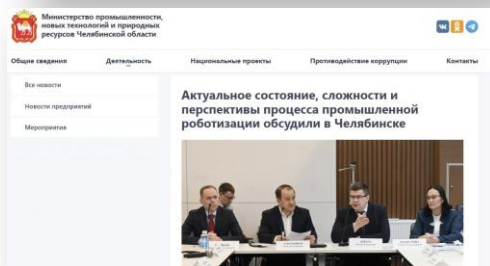 Министерство промышленности,
новых технологий и природных
ресурсов Челябинской области
Общие сведения
Деятельность
Национальные проекты
Противодействие коррупции
Контакты
Все новости
Новости предприятий
Мероприятия
Актуальное состояние, сложности и
перспективы процесса промышленной
роботизации обсудили в Челябинске